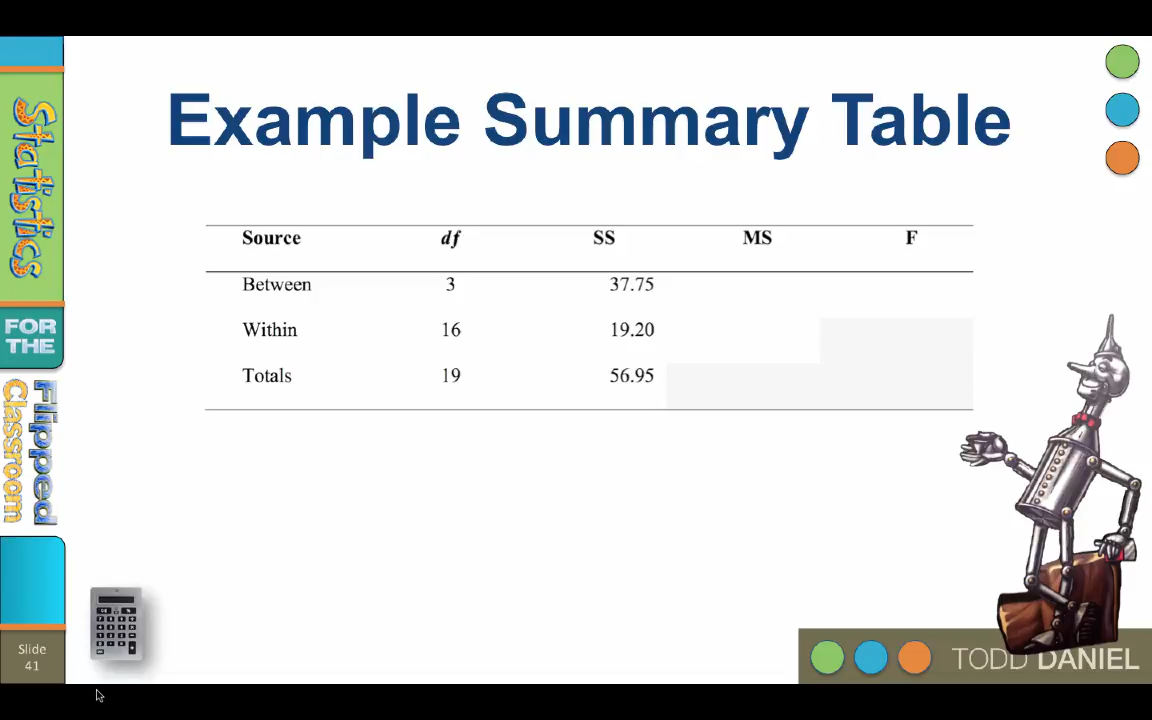 Example Summary Table
Source df SS MS F
Between 3 37.75
Within 16 19.20
Totals 19 56.95
Statistics
FOR THE
Flipped
Classroom
Slide
41
TODD DANIEL